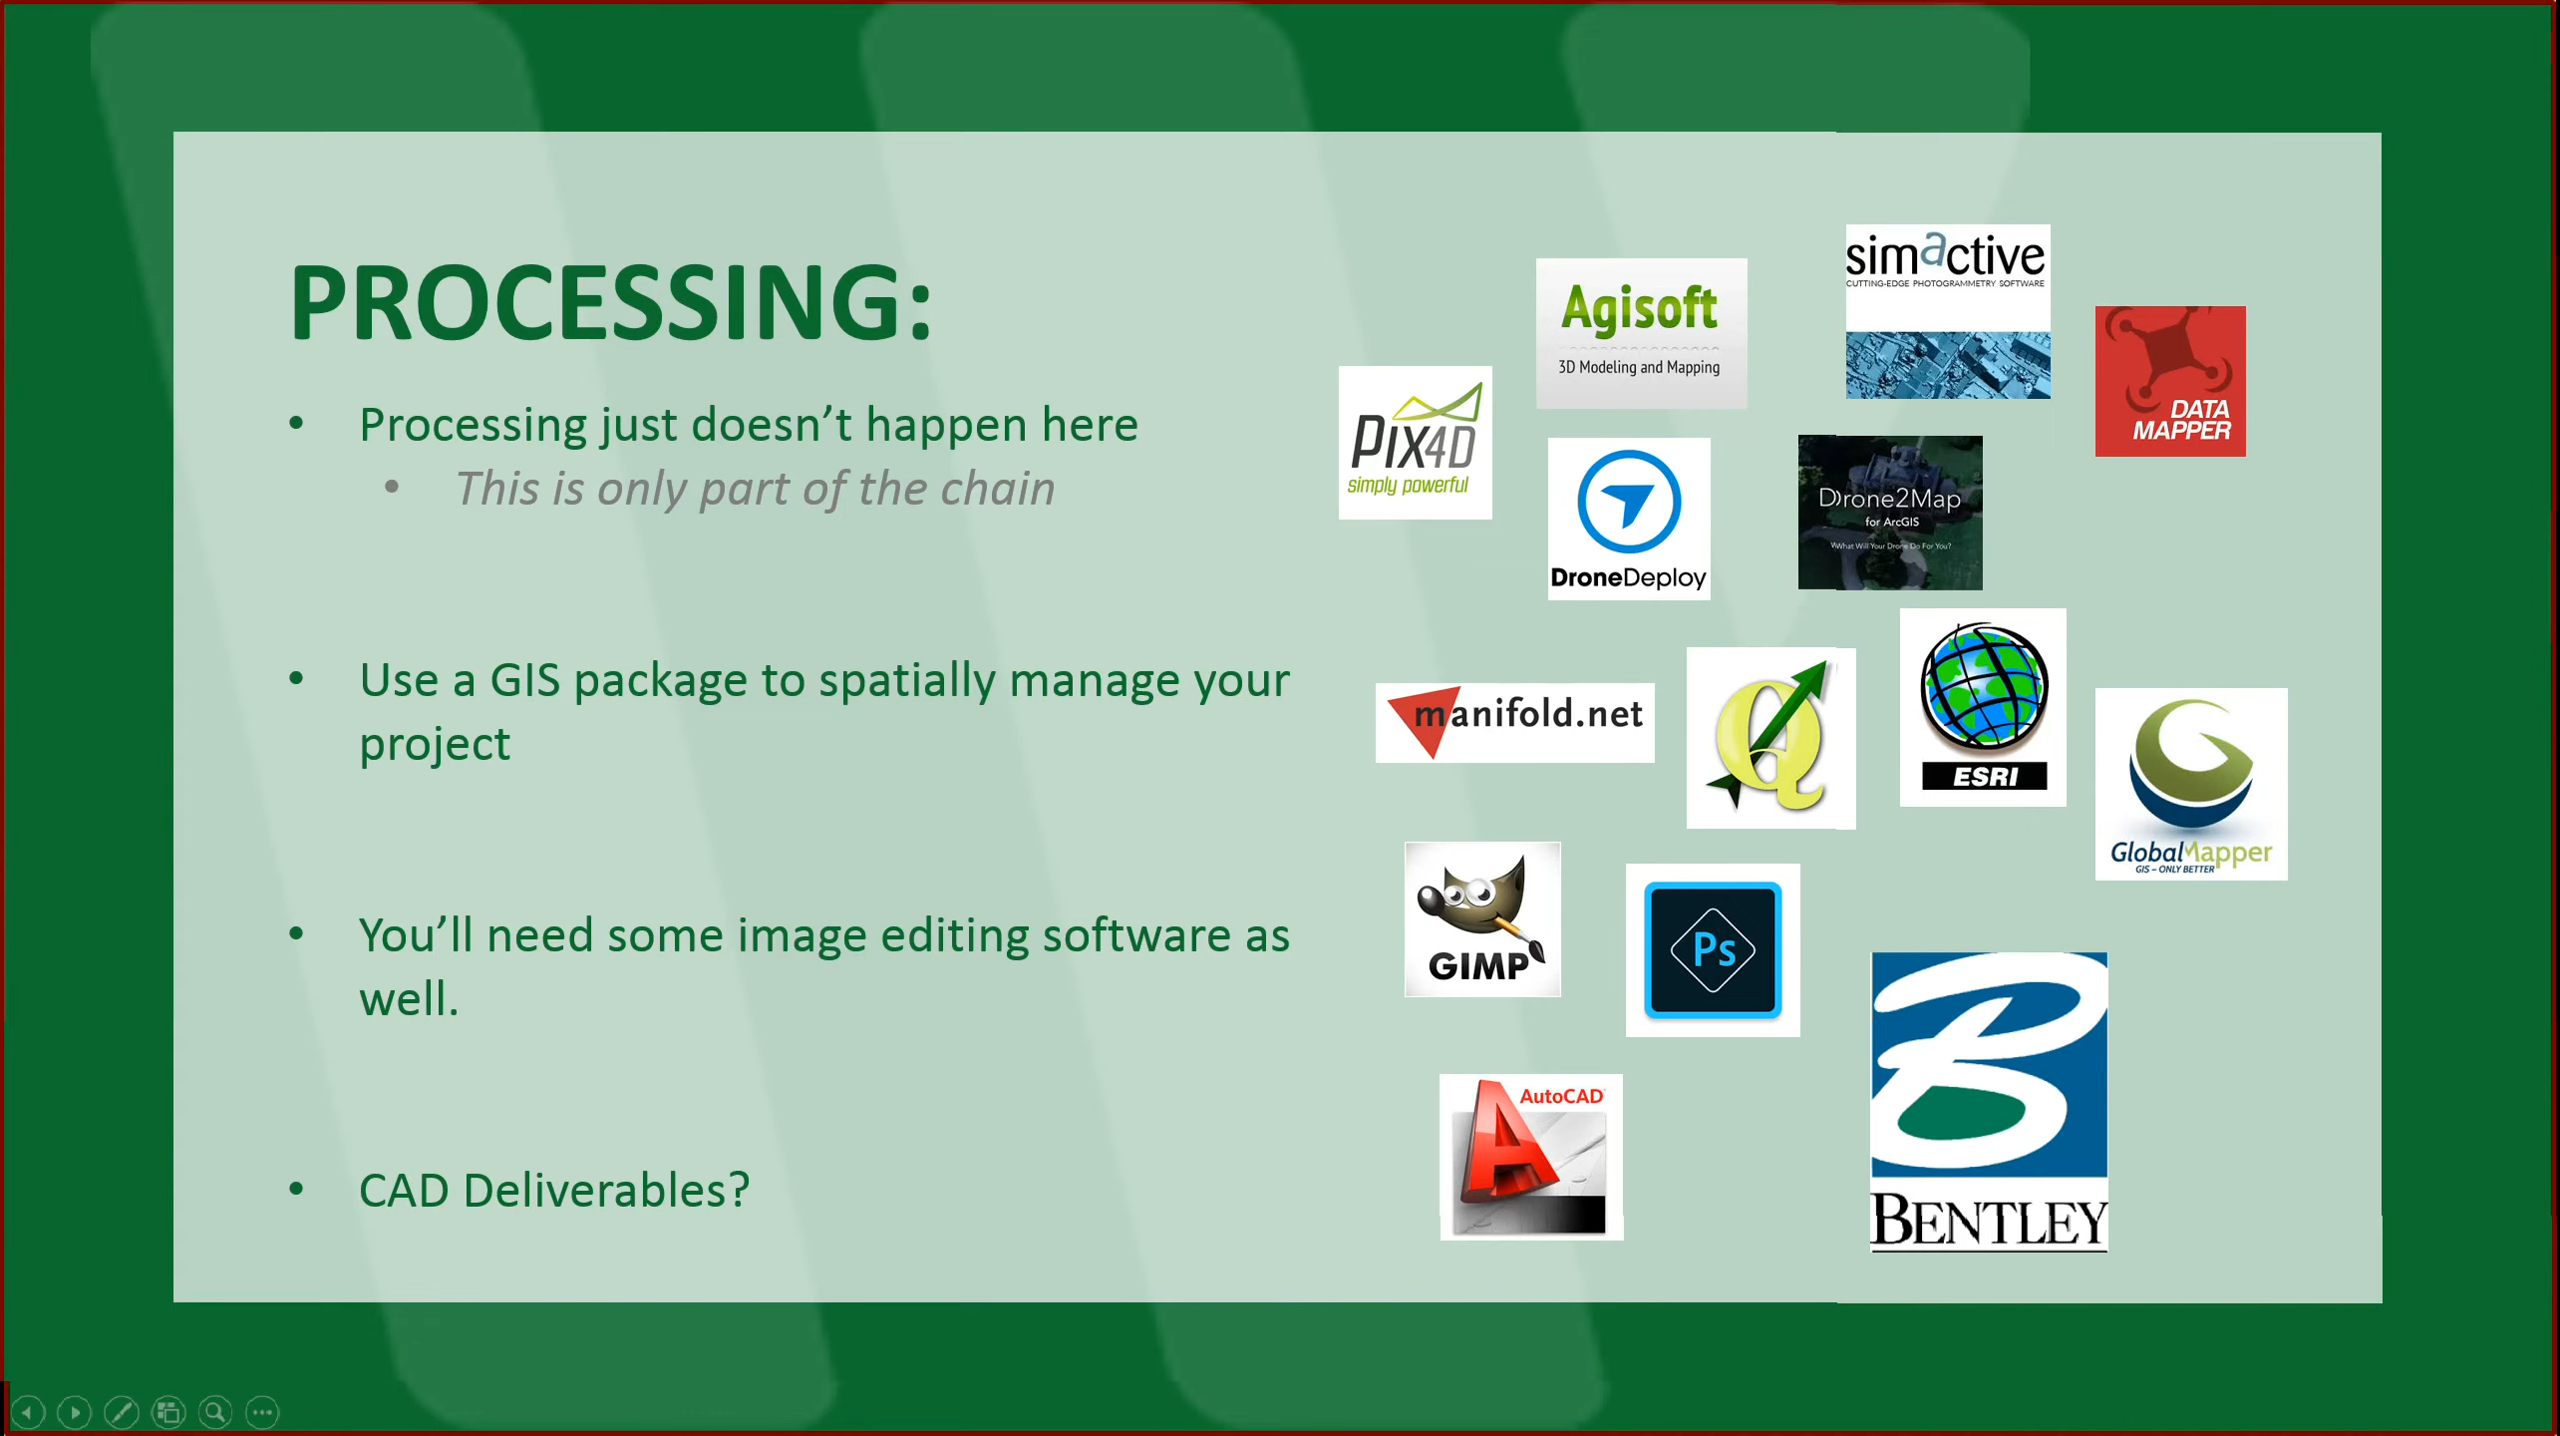 PROCESSING:
• Processing just doesn’t happen here
• This is only part of the chain
• Use a GIS package to spatially manage your
project
• You’ll need some image editing software as
well.
• CAD Deliverables?
simactive
CUTTING-EDGE PHOTOGRAMMETRY SOFTWARE
Agisoft
3D Modeling and Mapping
DATA
MAPPER
PIX4D
simply powerful
DroneDeploy
Drone2Map
for ArcGIS
What Will Your Drone Do For You?
manifold.net
Q
ESRI
GlobalMapper
GIS – ONLY BETTER
GIMP
Ps
AutoCAD
A
B
BENTLEY